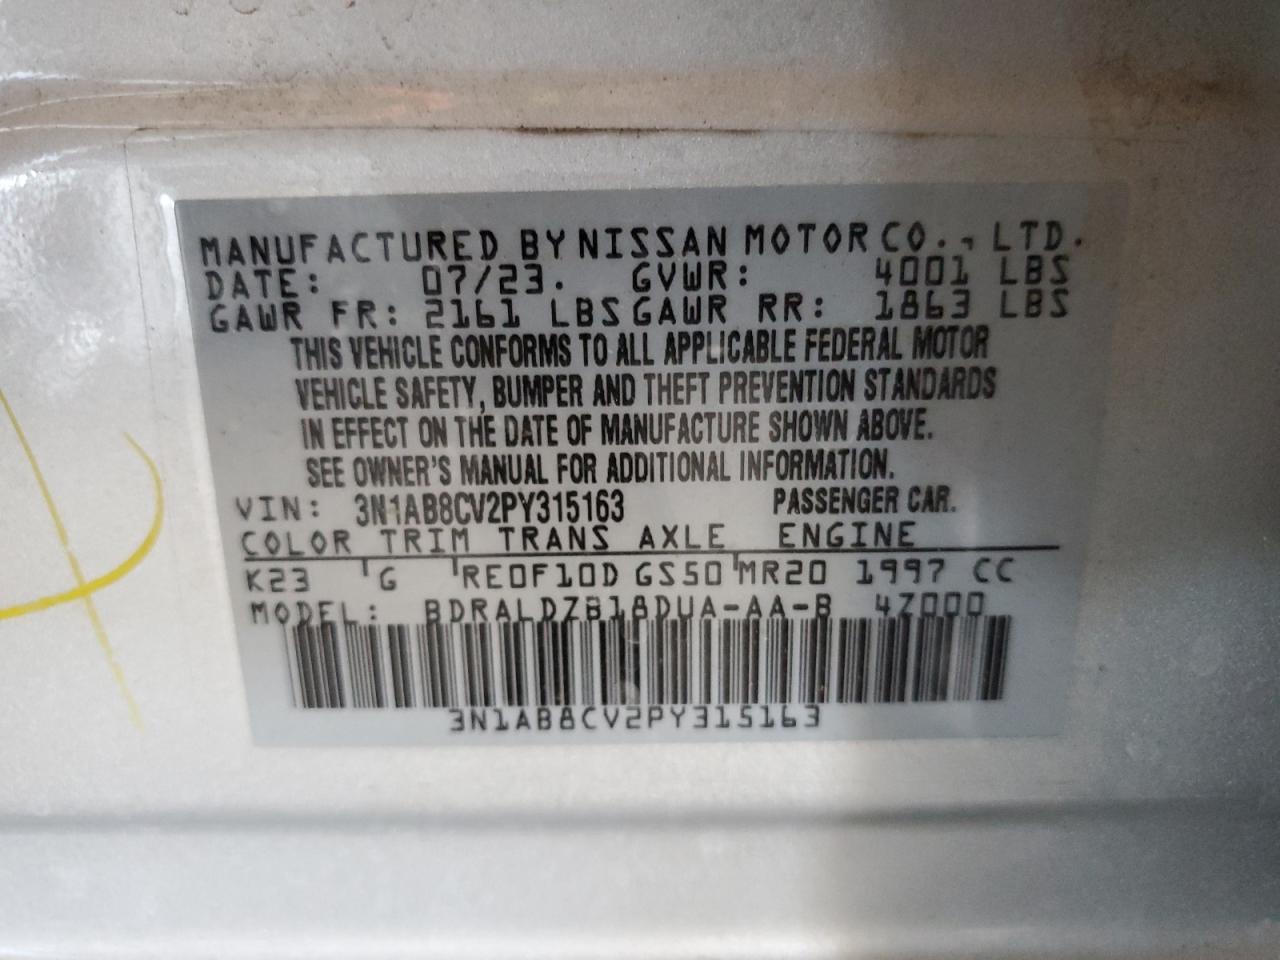 MANUFACTURED BY NISSAN MOTOR CO., LTD.
DATE: 07/23. GVWR: 4001 LBS
GAWR FR: 2161 LBS GAWR RR: 1863 LBS
THIS VEHICLE CONFORMS TO ALL APPLICABLE FEDERAL MOTOR
VEHICLE SAFETY, BUMPER AND THEFT PREVENTION STANDARDS
IN EFFECT ON THE DATE OF MANUFACTURE SHOWN ABOVE.
SEE OWNER'S MANUAL FOR ADDITIONAL INFORMATION.
VIN: 3N1AB8CV2PY315163 PASSENGER CAR.
COLOR TRIM TRANS AXLE ENGINE
K23 G RE0F10D GS50 MR20 1997 CC
MODEL: BDRALDZB18DUA-AA-B 4Z000
3N1AB8CV2PY315163